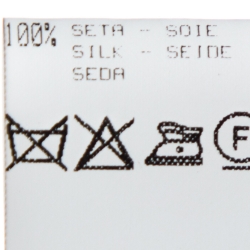 100% SETA - SOIE
SILK - SEIDE
SEDA
F